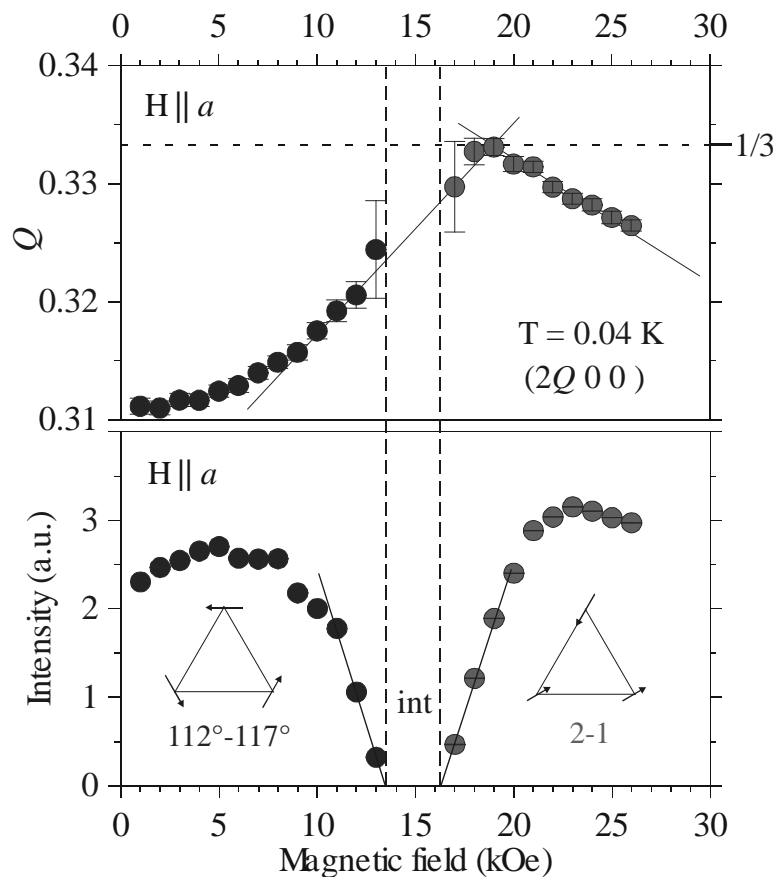 0 5 10 15 20 25 30
0.34
H || a
1/3
0.33
Q
0.32
T = 0.04 K
(2Q 0 0 )
0.31
H || a
3
Intensity (a.u.)
2
1
int
112°-117°
2-1
0
0 5 10 15 20 25 30
Magnetic field (kOe)